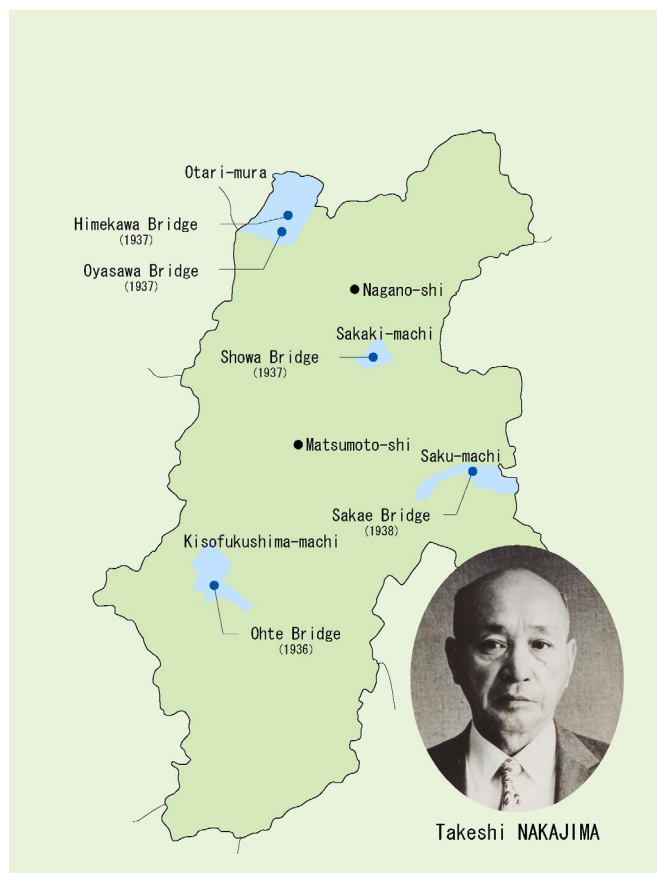 Otari-mura
Himekawa Bridge
(1937)
Oyasawa Bridge
(1937)
Nagano-shi
Sakaki-machi
Showa Bridge
(1937)
Matsumoto-shi
Saku-machi
Sakae Bridge
(1938)
Kisofukushima-machi
Ohte Bridge
(1936)
Takeshi NAKAJIMA